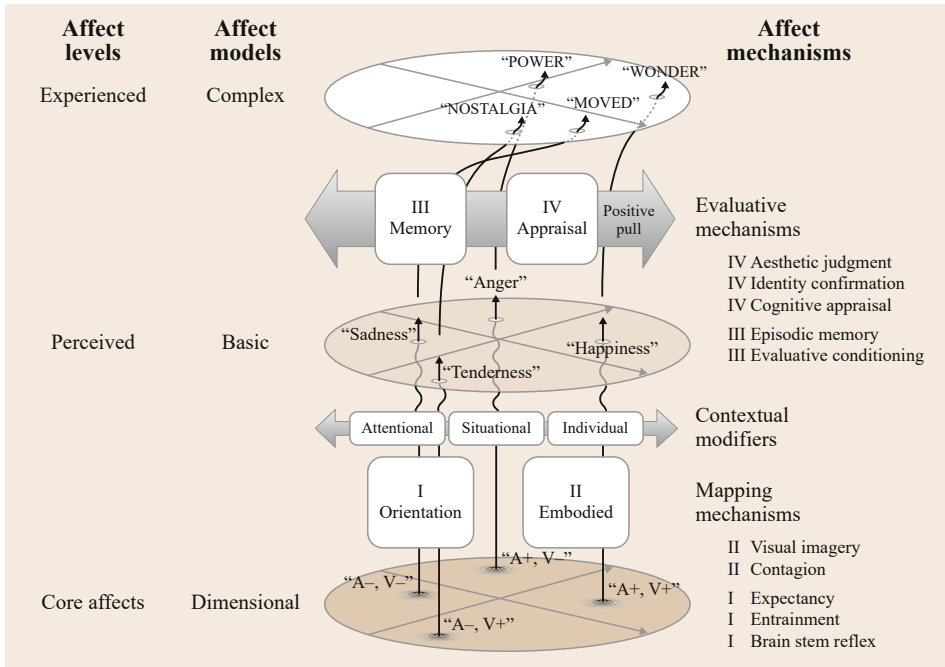 Affect
levels
Affect
models
Affect
mechanisms
Experienced
Complex
“POWER”
“WONDER”
“NOSTALGIA”
“MOVED”
III
Memory
IV
Appraisal
Positive
pull
Evaluative
mechanisms
IV Aesthetic judgment
IV Identity confirmation
IV Cognitive appraisal
III Episodic memory
III Evaluative conditioning
“Anger”
Perceived
Basic
“Sadness”
“Happiness”
“Tenderness”
Attentional
Situational
Individual
Contextual
modifiers
I
Orientation
II
Embodied
Mapping
mechanisms
II Visual imagery
II Contagion
I Expectancy
I Entrainment
I Brain stem reflex
Core affects
Dimensional
“A+, V–”
“A–, V–”
“A+, V+”
“A–, V+”